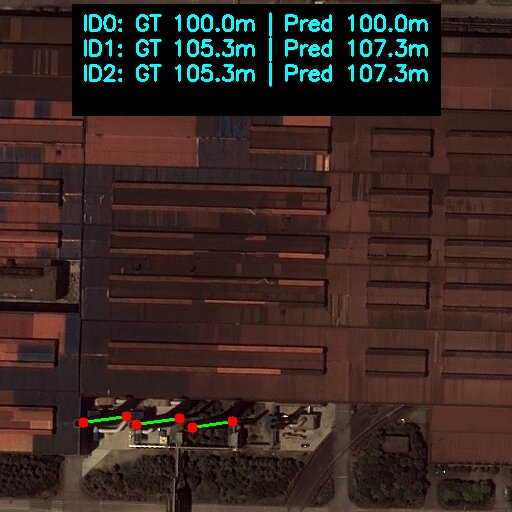 ID0: GT 100.0m | Pred 100.0m
ID1: GT 105.3m | Pred 107.3m
ID2: GT 105.3m | Pred 107.3m